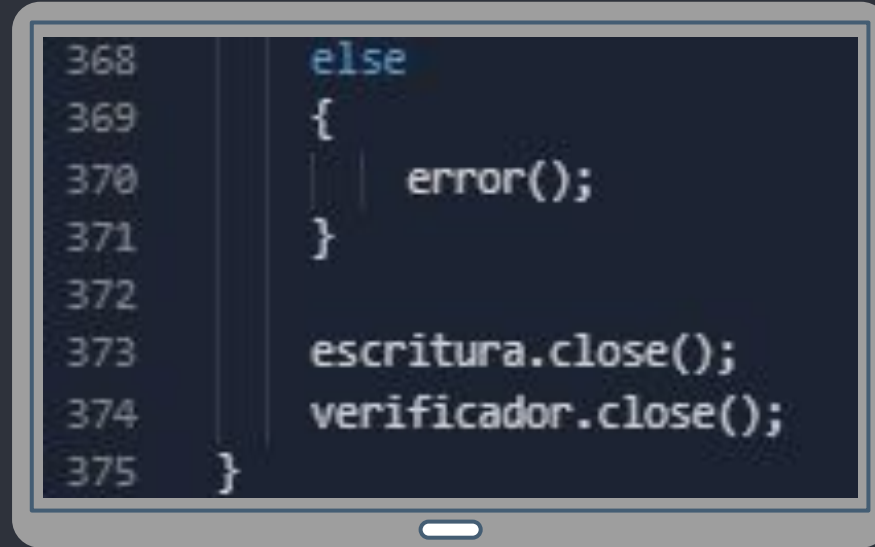 368 else
369 {
370 error();
371 }
372
373 escritura.close();
374 verificador.close();
375 }